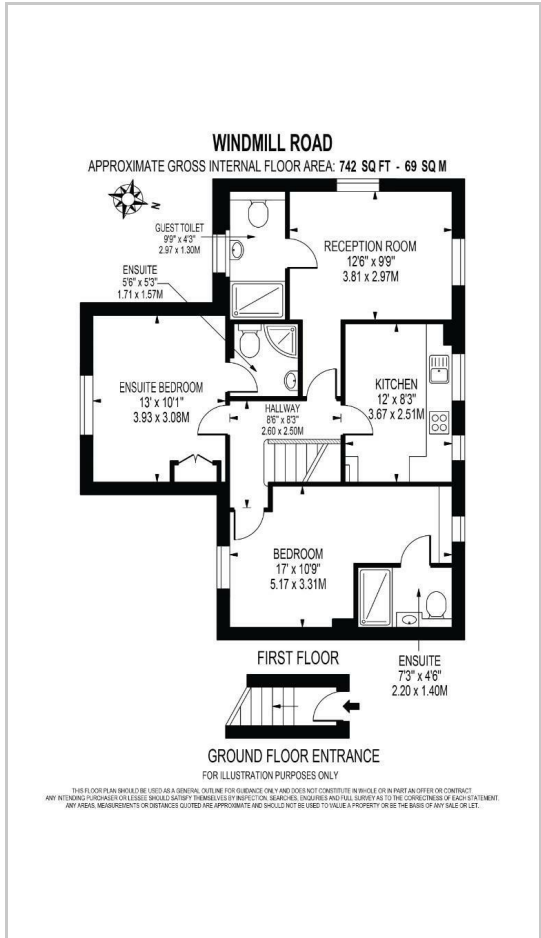 WINDMILL ROAD
APPROXIMATE GROSS INTERNAL FLOOR AREA: 742 SQ FT - 69 SQ M
N
GUEST TOILET
9'9" x 4'3"
2.97 x 1.30M
RECEPTION ROOM
12'6" x 9'9"
3.81 x 2.97M
ENSUITE
5'6" x 5'3"
1.71 x 1.57M
ENSUITE BEDROOM
13' x 10'1"
3.93 x 3.08M
KITCHEN
12' x 8'3"
3.67 x 2.51M
HALLWAY
8'6" x 8'3"
2.60 x 2.50M
BEDROOM
17' x 10'9"
5.17 x 3.31M
FIRST FLOOR
ENSUITE
7'3" x 4'6"
2.20 x 1.40M
GROUND FLOOR ENTRANCE
FOR ILLUSTRATION PURPOSES ONLY
THIS FLOOR PLAN SHOULD BE USED AS A GENERAL OUTLINE FOR GUIDANCE ONLY AND DOES NOT CONSTITUTE IN WHOLE OR IN PART AN OFFER OR CONTRACT.
ANY INTENDING PURCHASER OR LESSEE SHOULD SATISFY THEMSELVES BY INSPECTION, SEARCHES, ENQUIRIES AND FULL SURVEY AS TO THE CORRECTNESS OF EACH STATEMENT.
ANY AREAS, MEASUREMENTS OR DISTANCES QUOTED ARE APPROXIMATE AND SHOULD NOT BE USED TO VALUE A PROPERTY OR BE THE BASIS OF ANY SALE OR LET.